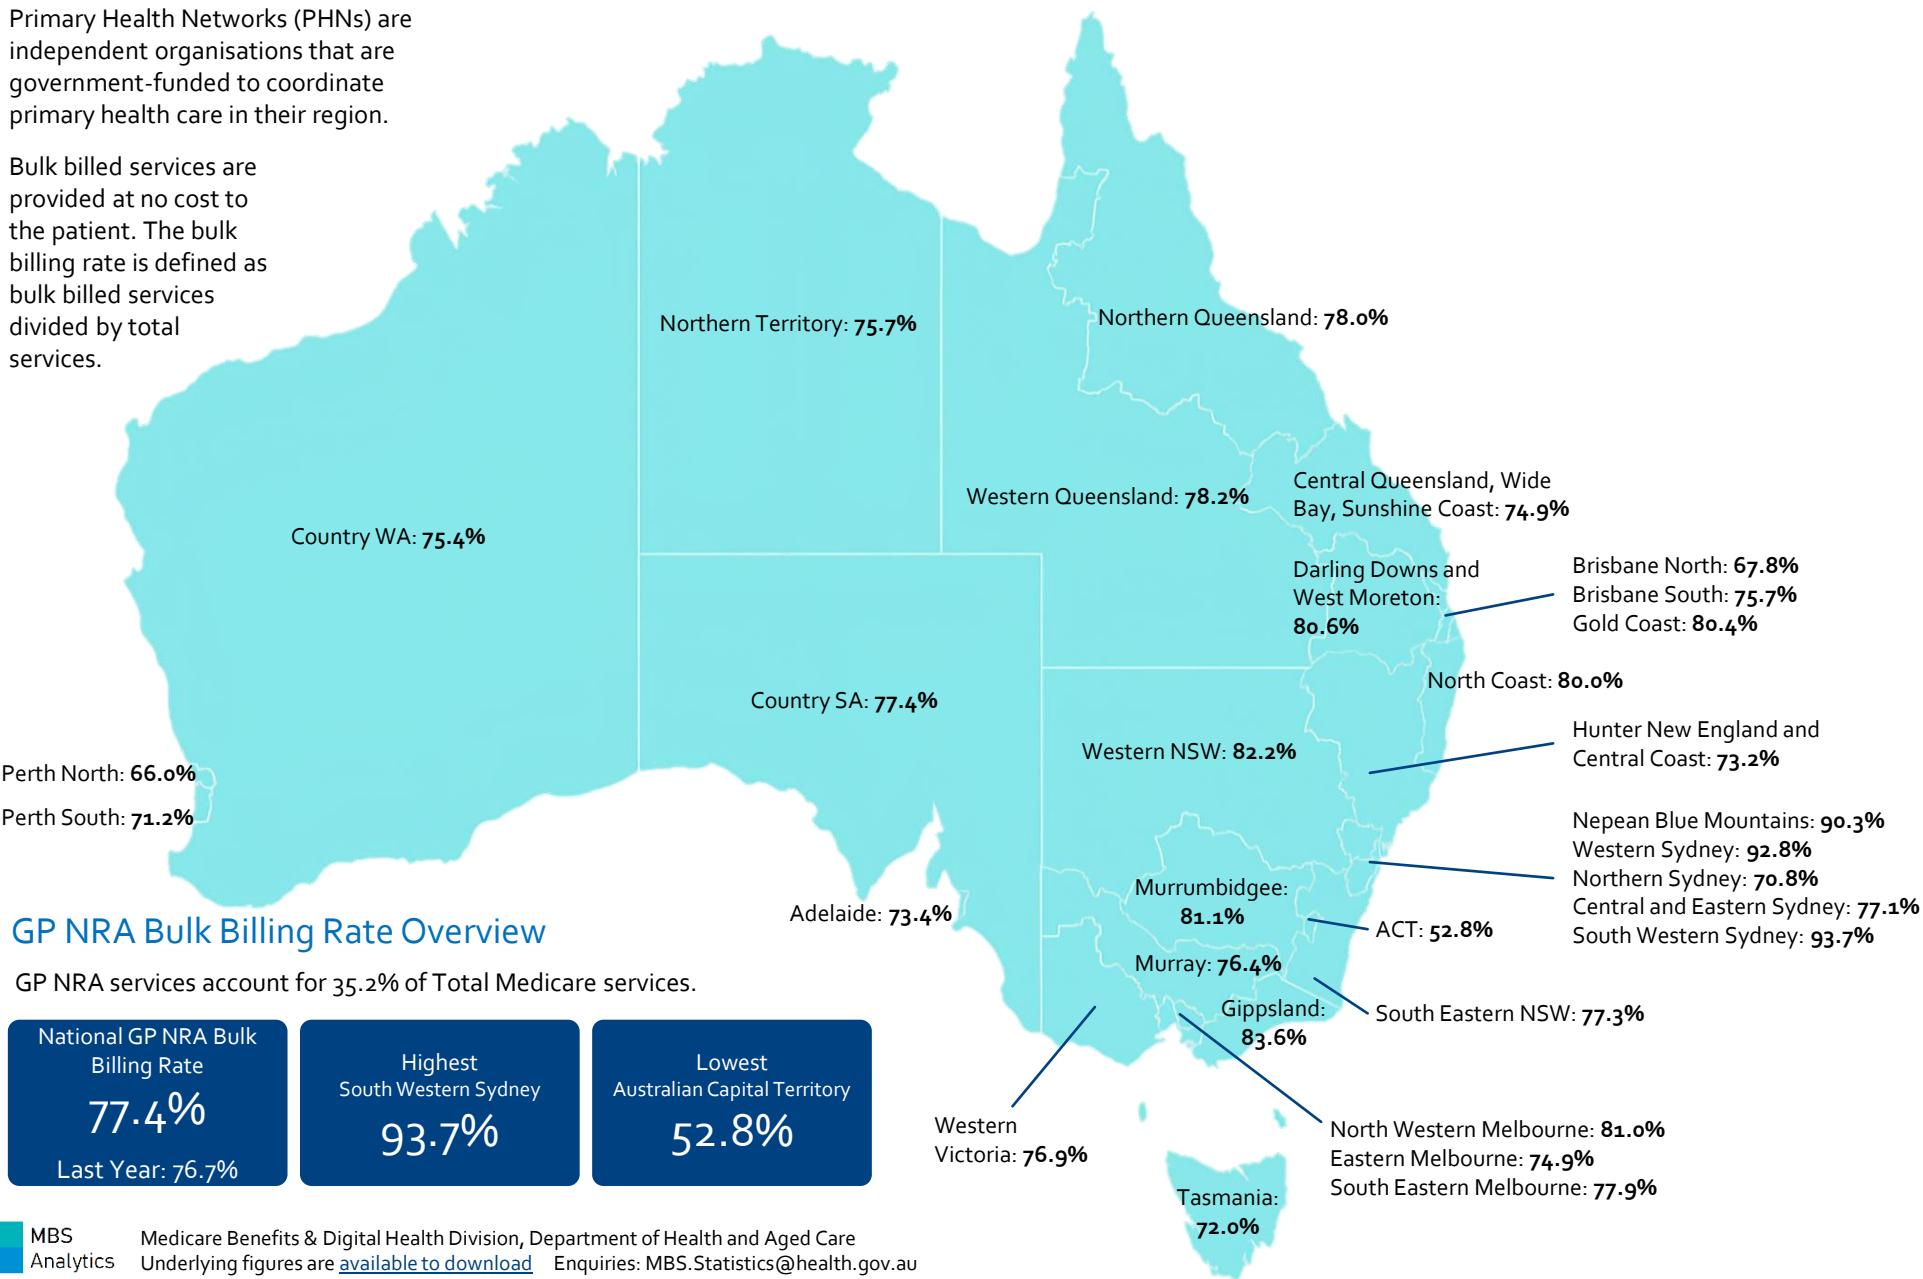 Primary Health Networks (PHNs) are
independent organisations that are
government-funded to coordinate
primary health care in their region.
Bulk billed services are
provided at no cost to
the patient. The bulk
billing rate is defined as
bulk billed services
divided by total
services.
Northern Territory: 75.7%
Northern Queensland: 78.0%
Western Queensland: 78.2%
Central Queensland, Wide
Bay, Sunshine Coast: 74.9%
Country WA: 75.4%
Darling Downs and
West Moreton:
80.6%
Brisbane North: 67.8%
Brisbane South: 75.7%
Gold Coast: 80.4%
Country SA: 77.4%
North Coast: 80.0%
Western NSW: 82.2%
Hunter New England and
Central Coast: 73.2%
Perth North: 66.0%
Perth South: 71.2%
Nepean Blue Mountains: 90.3%
Western Sydney: 92.8%
Northern Sydney: 70.8%
Central and Eastern Sydney: 77.1%
South Western Sydney: 93.7%
Murrumbidgee:
81.1%
Adelaide: 73.4%
ACT: 52.8%
Murray: 76.4%
Gippsland:
83.6%
South Eastern NSW: 77.3%
Western
Victoria: 76.9%
North Western Melbourne: 81.0%
Eastern Melbourne: 74.9%
South Eastern Melbourne: 77.9%
Tasmania:
72.0%
GP NRA Bulk Billing Rate Overview
GP NRA services account for 35.2% of Total Medicare services.
National GP NRA Bulk
Billing Rate
77.4%
Last Year: 76.7%
Highest
South Western Sydney
93.7%
Lowest
Australian Capital Territory
52.8%
MBS
Analytics
Medicare Benefits & Digital Health Division, Department of Health and Aged Care
Underlying figures are available to download Enquiries: MBS.Statistics@health.gov.au